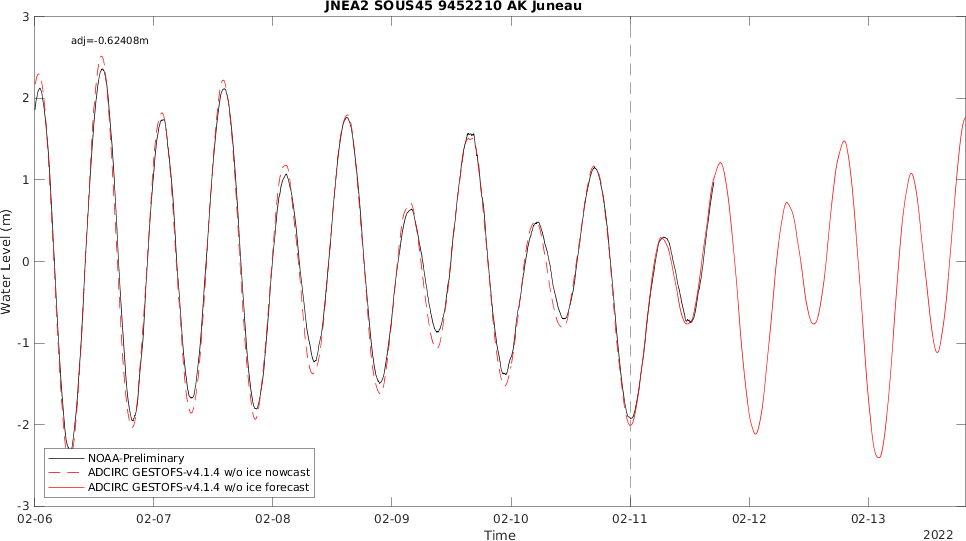 JNEA2 SOUS45 9452210 AK Juneau
adj=-0.62408m
3
2
1
0
-1
-2
-3
Water Level (m)
NOAA-Preliminary
ADCIRC GESTOFS-v4.1.4 w/o ice nowcast
ADCIRC GESTOFS-v4.1.4 w/o ice forecast
02-06 02-07 02-08 02-09 02-10 02-11 02-12 02-13
Time
2022